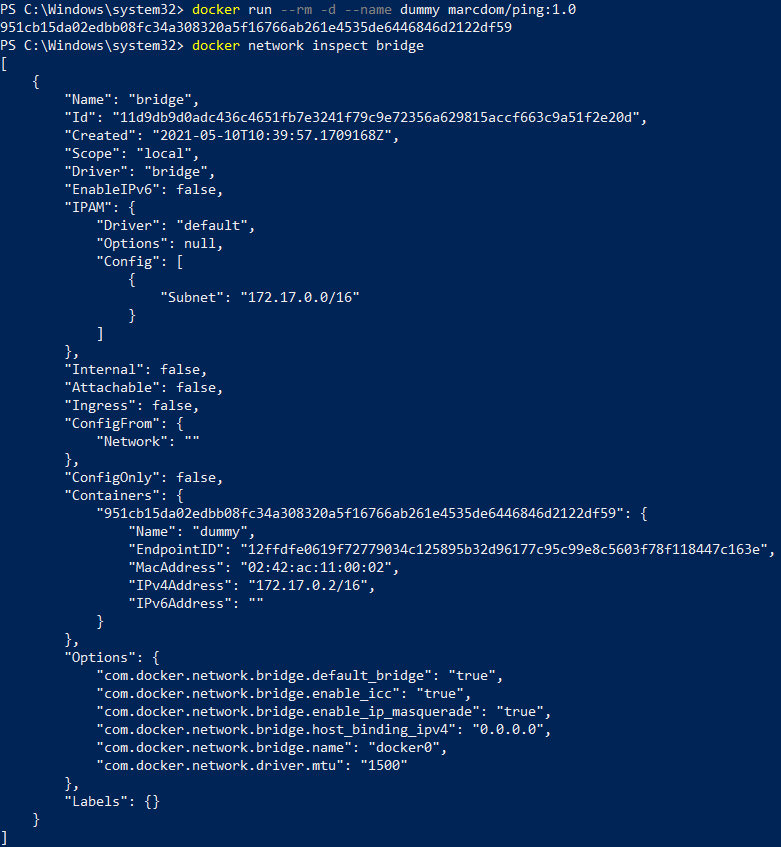 PS C:\Windows\system32> docker run --rm -d --name dummy marcdom/ping:1.0
951cb15da02edbb08fc34a308320a5f16766ab261e4535de6446846d2122df59
PS C:\Windows\system32> docker network inspect bridge
[
    {
        "Name": "bridge",
        "Id": "11d9db9d0adc436c4651fb7e3241f79c9e72356a629815accf663c9a51f2e20d",
        "Created": "2021-05-10T10:39:57.1709168Z",
        "Scope": "local",
        "Driver": "bridge",
        "EnableIPv6": false,
        "IPAM": {
            "Driver": "default",
            "Options": null,
            "Config": [
                {
                    "Subnet": "172.17.0.0/16"
                }
            ]
        },
        "Internal": false,
        "Attachable": false,
        "Ingress": false,
        "ConfigFrom": {
            "Network": ""
        },
        "ConfigOnly": false,
        "Containers": {
            "951cb15da02edbb08fc34a308320a5f16766ab261e4535de6446846d2122df59": {
                "Name": "dummy",
                "EndpointID": "12ffdfe0619f72779034c125895b32d96177c95c99e8c5603f78f118447c163e",
                "MacAddress": "02:42:ac:11:00:02",
                "IPv4Address": "172.17.0.2/16",
                "IPv6Address": ""
            }
        },
        "Options": {
            "com.docker.network.bridge.default_bridge": "true",
            "com.docker.network.bridge.enable_icc": "true",
            "com.docker.network.bridge.enable_ip_masquerade": "true",
            "com.docker.network.bridge.host_binding_ipv4": "0.0.0.0",
            "com.docker.network.bridge.name": "docker0",
            "com.docker.network.driver.mtu": "1500"
        },
        "Labels": {}
    }
]